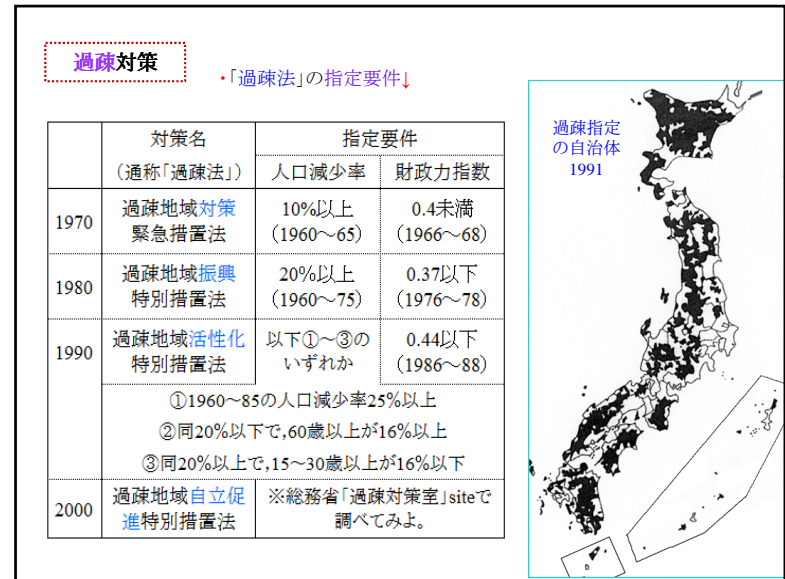 過疎対策
・「過疎法」の指定要件↓
対策名
（通称「過疎法」）
指定要件
人口減少率
財政力指数
1970
過疎地域対策
緊急措置法
10%以上
（1960～65）
0.4未満
（1966～68）
1980
過疎地域振興
特別措置法
20%以上
（1960～75）
0.37以下
（1976～78）
1990
過疎地域活性化
特別措置法
以下①～③の
いずれか
0.44以下
（1986～88）
①1960～85の人口減少率25%以上
②同20%以下で,60歳以上が16%以上
③同20%以上で,15～30歳以上が16%以下
2000
過疎地域自立促
進特別措置法
※総務省「過疎対策室」siteで
調べてみよ。
過疎指定
の自治体
1991